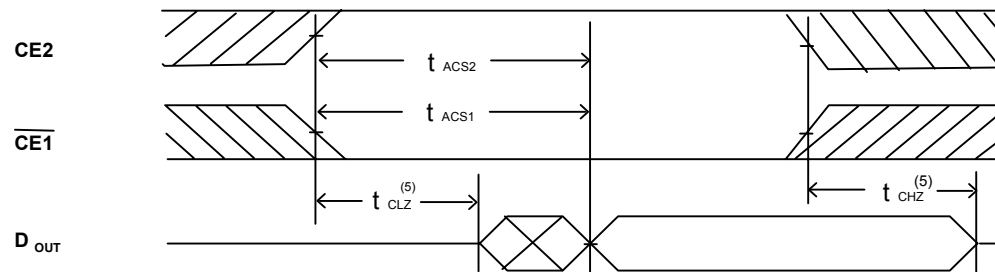 CE2
t ACS2
t ACS1
CE1
t CLZ (5)
t CHZ (5)
D OUT